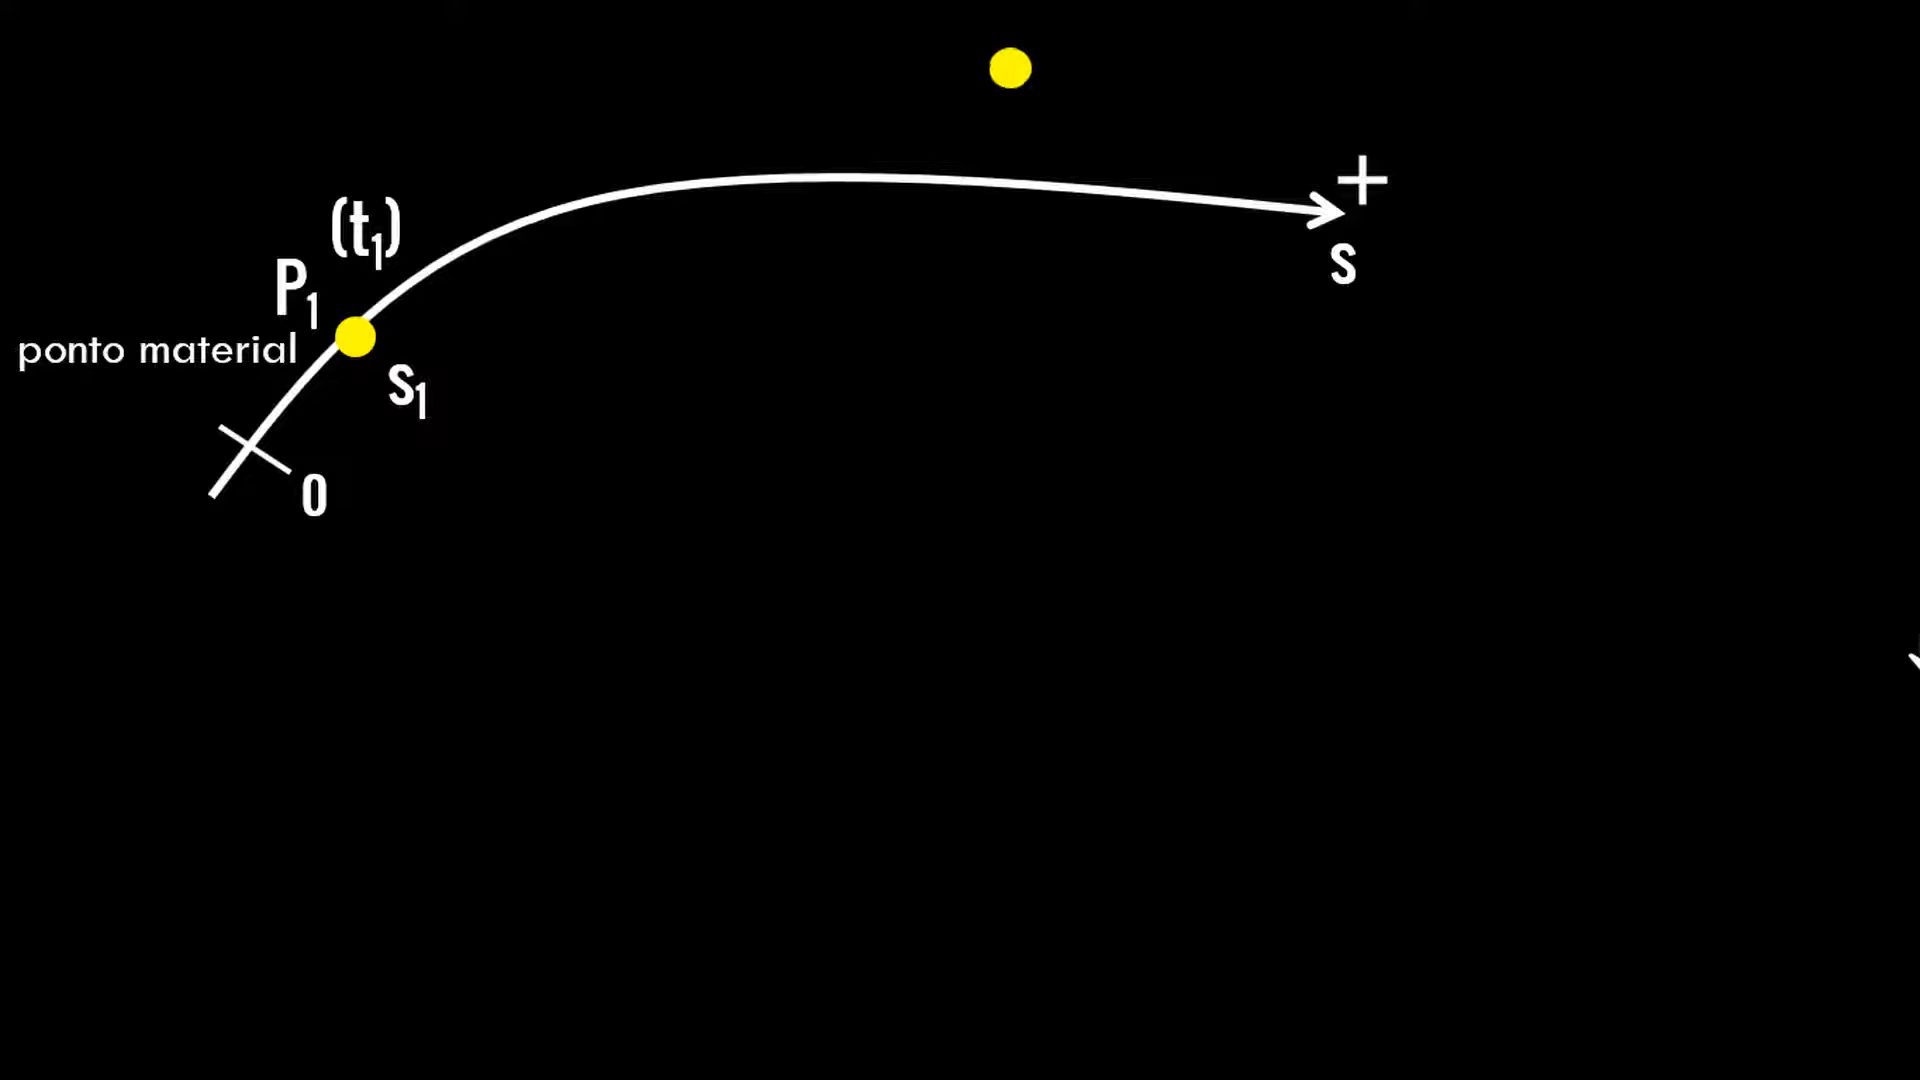 +
(t₁)
s
P₁
ponto material
s₁
0